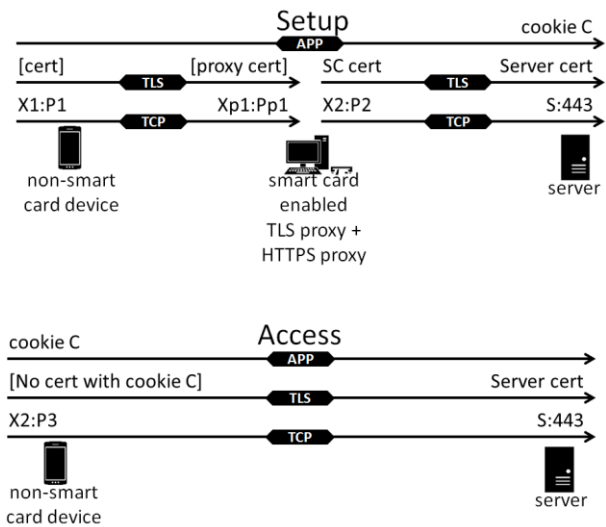 Setup
cookie C
APP
[cert] [proxy cert] SC cert Server cert
TLS TLS
X1:P1 Xp1:Pp1 X2:P2 S:443
TCP TCP
non-smart
card device
smart card
enabled
TLS proxy +
HTTPS proxy
server
Access
cookie C
APP
[No cert with cookie C] Server cert
TLS
X2:P3 S:443
TCP
non-smart
card device
server